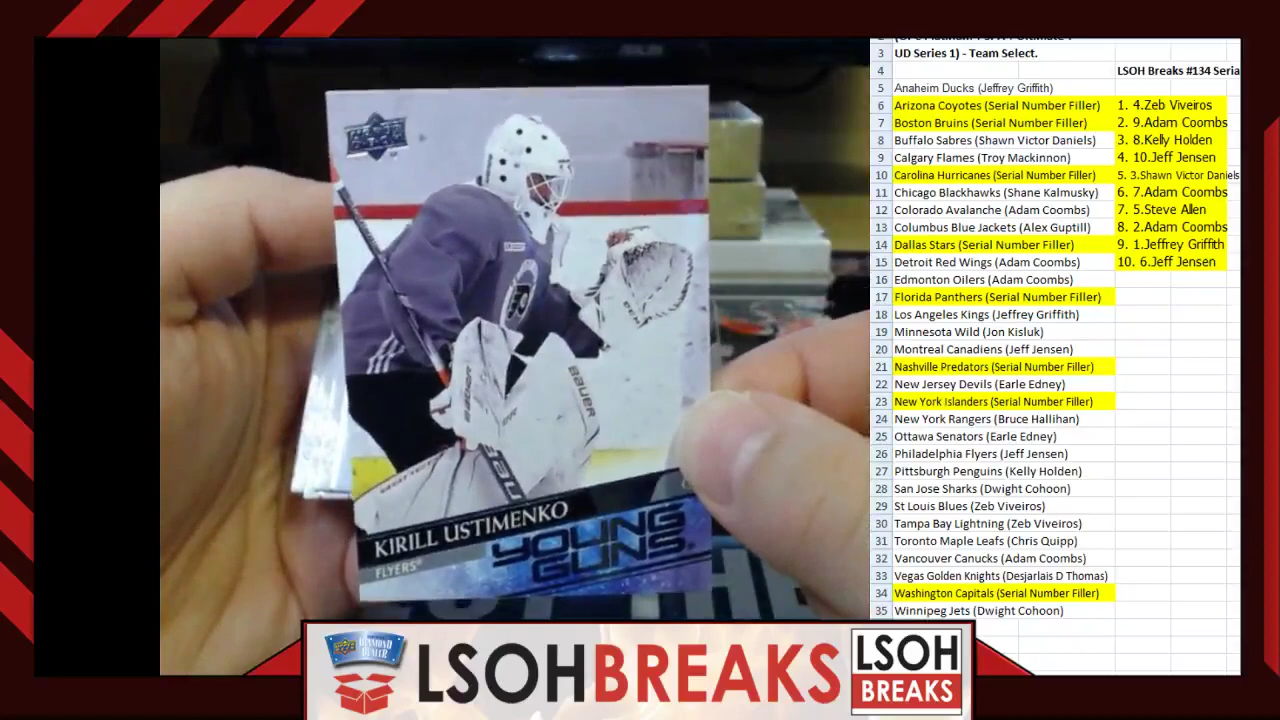 UD Series 1) - Team Select.
LSOH Breaks #134 Seria
3
4
5 Anaheim Ducks (Jeffrey Griffith)
6 Arizona Coyotes (Serial Number Filler) 1. 4.Zeb Viveiros
7 Boston Bruins (Serial Number Filler) 2. 9.Adam Coombs
8 Buffalo Sabres (Shawn Victor Daniels) 3. 8.Kelly Holden
9 Calgary Flames (Troy Mackinnon) 4. 10.Jeff Jensen
10 Carolina Hurricanes (Serial Number Filler) 5. 3.Shawn Victor Daniels
11 Chicago Blackhawks (Shane Kalmusky) 6. 7.Adam Coombs
12 Colorado Avalanche (Adam Coombs) 7. 5.Steve Allen
13 Columbus Blue Jackets (Alex Guptill) 8. 2.Adam Coombs
14 Dallas Stars (Serial Number Filler) 9. 1.Jeffrey Griffith
15 Detroit Red Wings (Adam Coombs) 10. 6.Jeff Jensen
16 Edmonton Oilers (Adam Coombs)
17 Florida Panthers (Serial Number Filler)
18 Los Angeles Kings (Jeffrey Griffith)
19 Minnesota Wild (Jon Kisluk)
20 Montreal Canadiens (Jeff Jensen)
21 Nashville Predators (Serial Number Filler)
22 New Jersey Devils (Earle Edney)
23 New York Islanders (Serial Number Filler)
24 New York Rangers (Bruce Hallihan)
25 Ottawa Senators (Earle Edney)
26 Philadelphia Flyers (Jeff Jensen)
27 Pittsburgh Penguins (Kelly Holden)
28 San Jose Sharks (Dwight Cohoon)
29 St Louis Blues (Zeb Viveiros)
30 Tampa Bay Lightning (Zeb Viveiros)
31 Toronto Maple Leafs (Chris Quipp)
32 Vancouver Canucks (Adam Coombs)
33 Vegas Golden Knights (Desjarlais D Thomas)
34 Washington Capitals (Serial Number Filler)
35 Winnipeg Jets (Dwight Cohoon)
UPPER DECK
BAUER
BAUER
KIRILL USTIMENKO
FLYERS
YOUNG
GUNS
LSOHBREAKS
LSOH
BREAKS